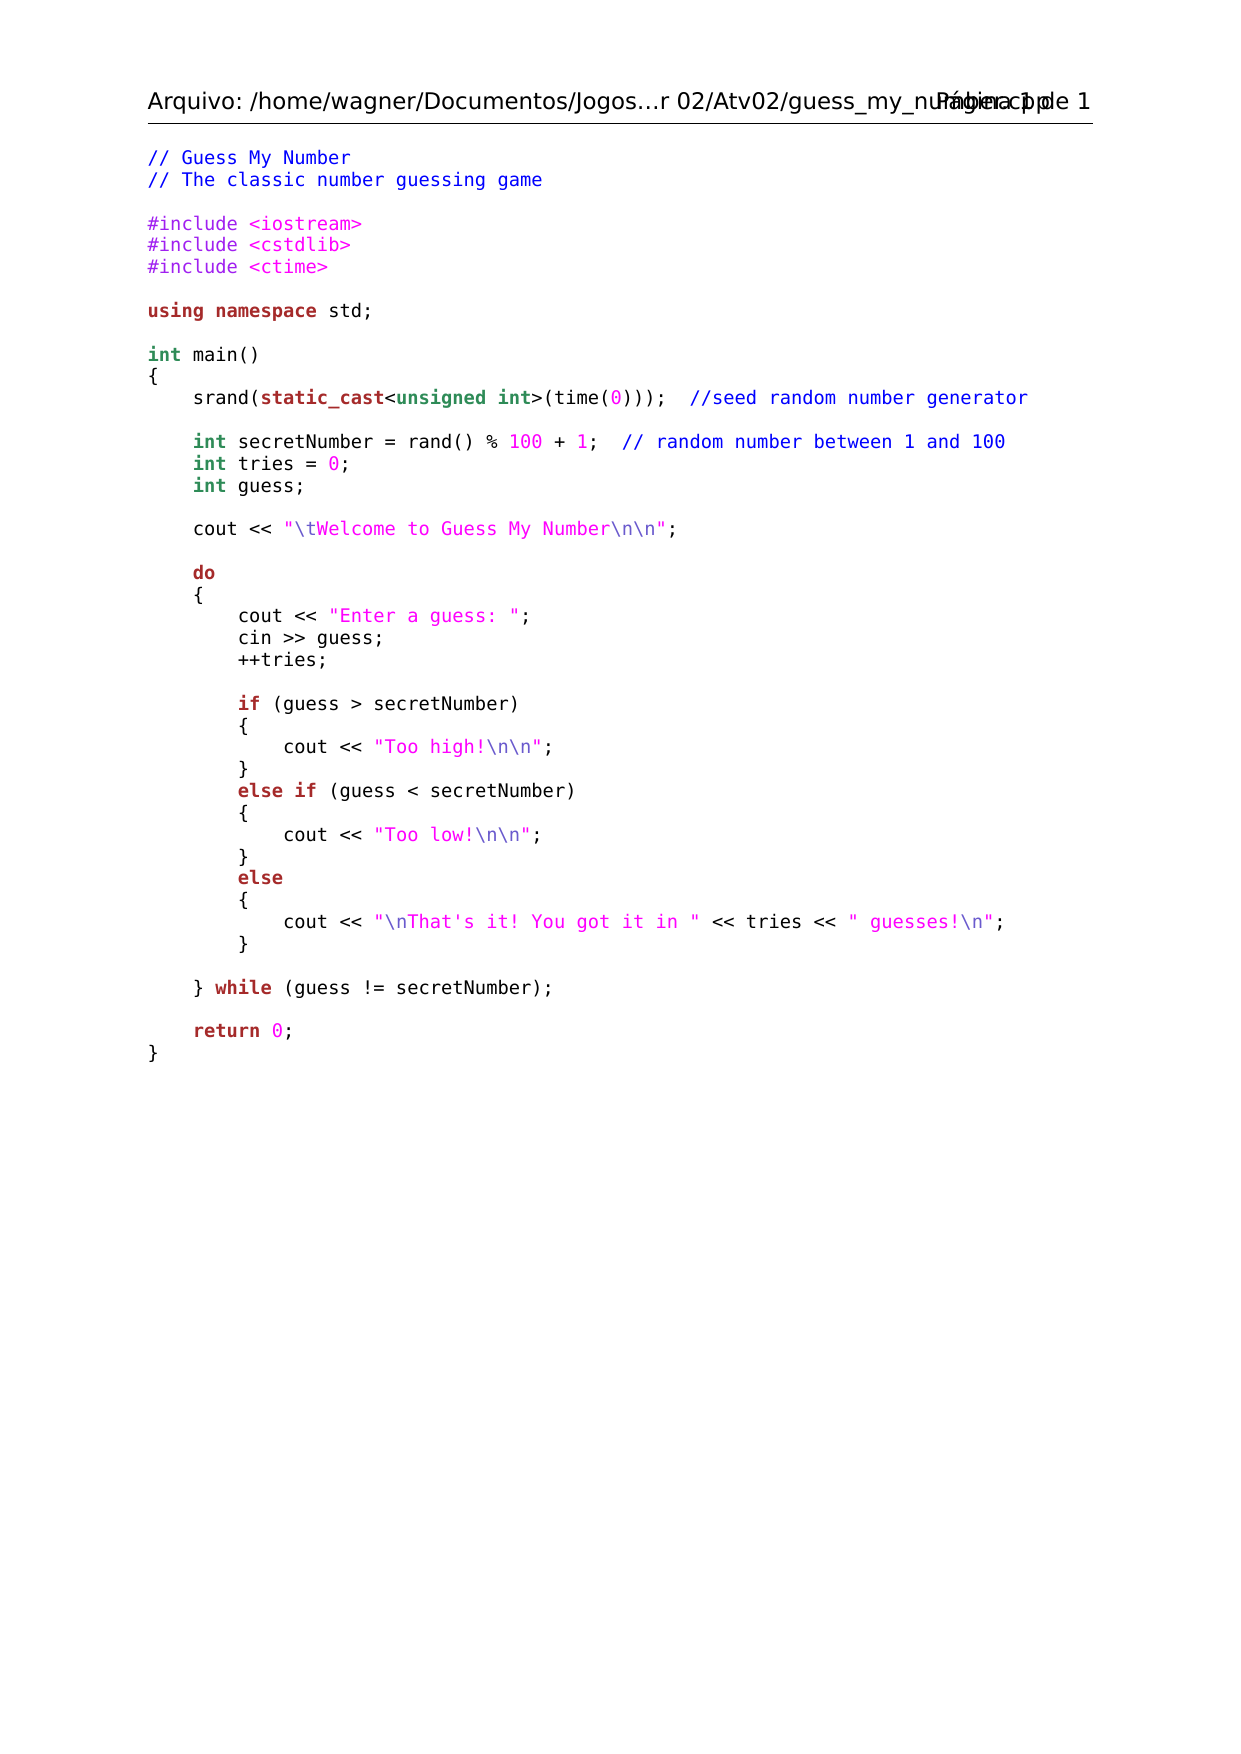 Arquivo: /home/wagner/Documentos/Jogos…r 02/Atv02/guess_my_number.cpp Página 1 de 1
// Guess My Number
// The classic number guessing game
#include <iostream>
#include <cstdlib>
#include <ctime>
using namespace std;
int main()
{
    srand(static_cast<unsigned int>(time(0)));  //seed random number generator
    int secretNumber = rand() % 100 + 1;  // random number between 1 and 100
    int tries = 0;
    int guess;
    cout << "\tWelcome to Guess My Number\n\n";
    do
    {
        cout << "Enter a guess: ";
        cin >> guess;
        ++tries;
        if (guess > secretNumber)
        {
            cout << "Too high!\n\n";
        }
        else if (guess < secretNumber)
        {
            cout << "Too low!\n\n";
        }
        else
        {
            cout << "\nThat's it! You got it in " << tries << " guesses!\n";
        }
    } while (guess != secretNumber);
    return 0;
}